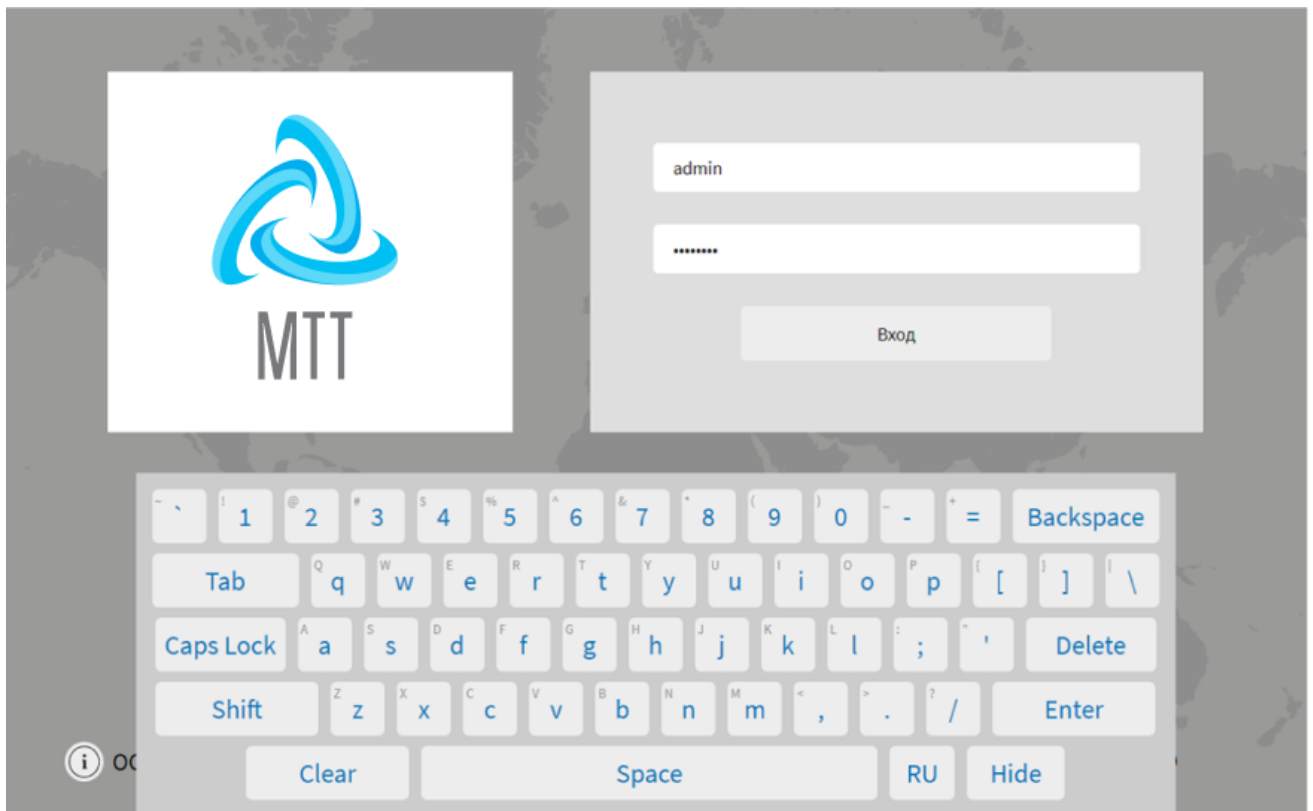 MTT
admin
••••••••
Вход
~ ` ! 1 @ 2 # 3 $ 4 % 5 ^ 6 & 7 * 8 ( 9 ) 0 _ - + = Backspace
Tab Q q W w E e R r T t Y y U u I i O o P p { [ } ] | \
Caps Lock A a S s D d F f G g H h J j K k L l : ; " ' Delete
Shift Z z X x C c V v B b N n M m < , > . ? / Enter
i
Clear Space RU Hide